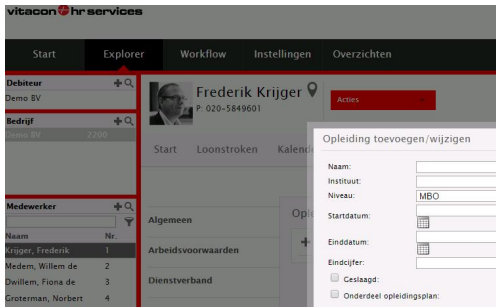 vitacon hr services
Start Explorer Workflow Instellingen Overzichten
Debiteur
Demo BV
Bedrijf
Demo BV 2200
Medewerker
Naam Nr.
Krijger, Frederik 1
Medem, Willem de 2
Dwillem, Fiona de 3
Groterman, Norbert 4
Frederik Krijger
P: 020-5849601
Acties
Start Loonstroken Kalende
Algemeen
Arbeidsvoorwaarden
Dienstverband
Ople
Opleiding toevoegen/wijzigen
Naam:
Instituut:
Niveau: MBO
Startdatum:
Einddatum:
Eindcijfer:
Geslaagd:
Onderdeel opleidingsplan: